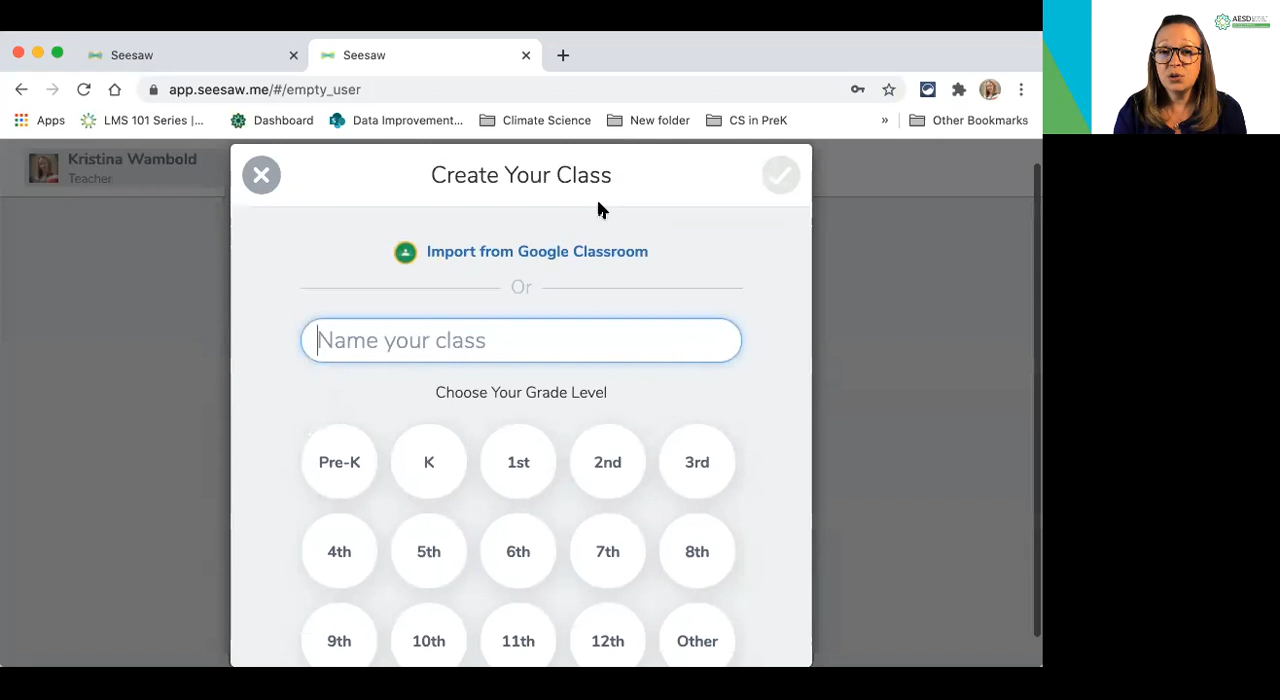 AESD
Seesaw
Seesaw
app.seesaw.me/#/empty_user
Apps
LMS 101 Series |...
Dashboard
Data Improvement...
Climate Science
New folder
CS in PreK
»
Other Bookmarks
Kristina Wambold
Teacher
Create Your Class
Import from Google Classroom
Or
Name your class
Choose Your Grade Level
Pre-K
K
1st
2nd
3rd
4th
5th
6th
7th
8th
9th
10th
11th
12th
Other